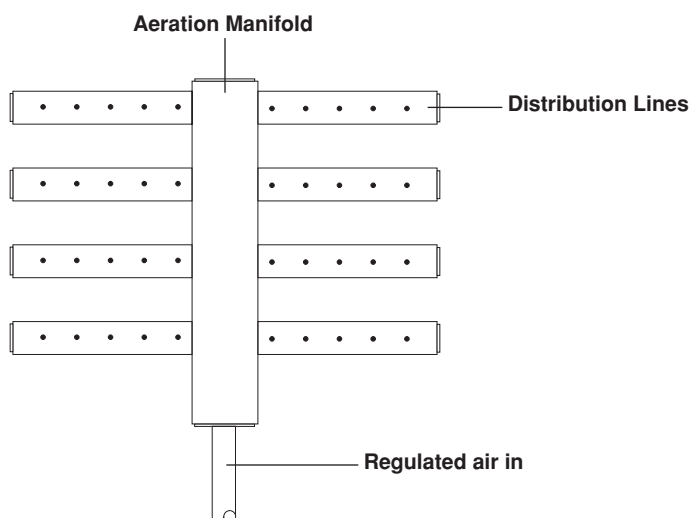 Aeration Manifold
Distribution Lines
Regulated air in